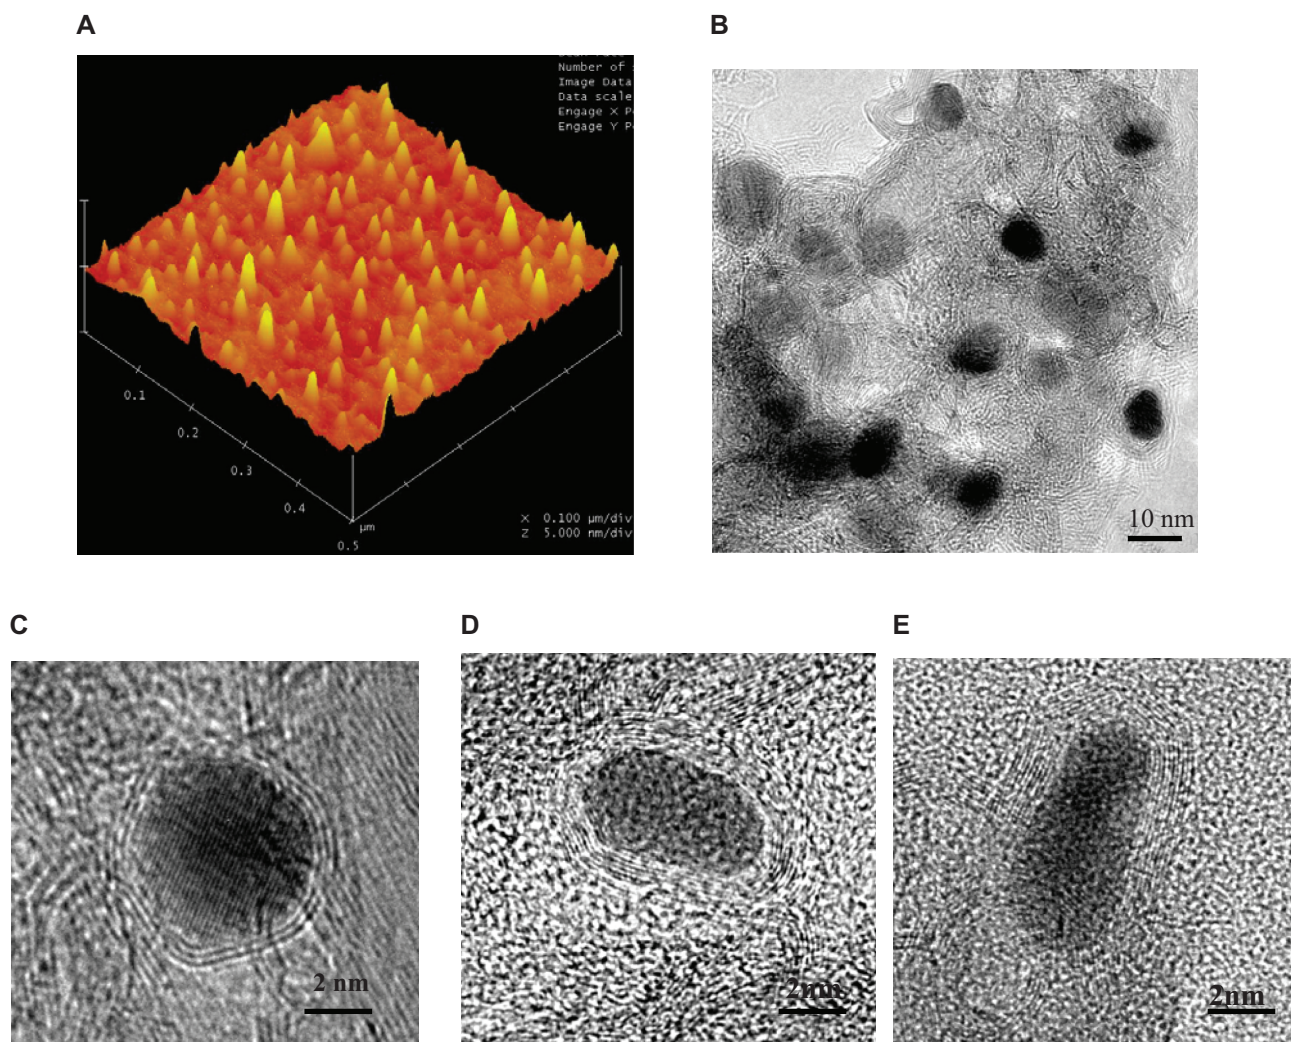 A
B
Number of
Image Data
Data scale
Engage X P
Engage Y P
0.1
0.2
0.3
0.4
µm
0.5
X 0.100 µm/div
Z 5.000 nm/div
10 nm
C
D
E
2 nm
2nm
2nm